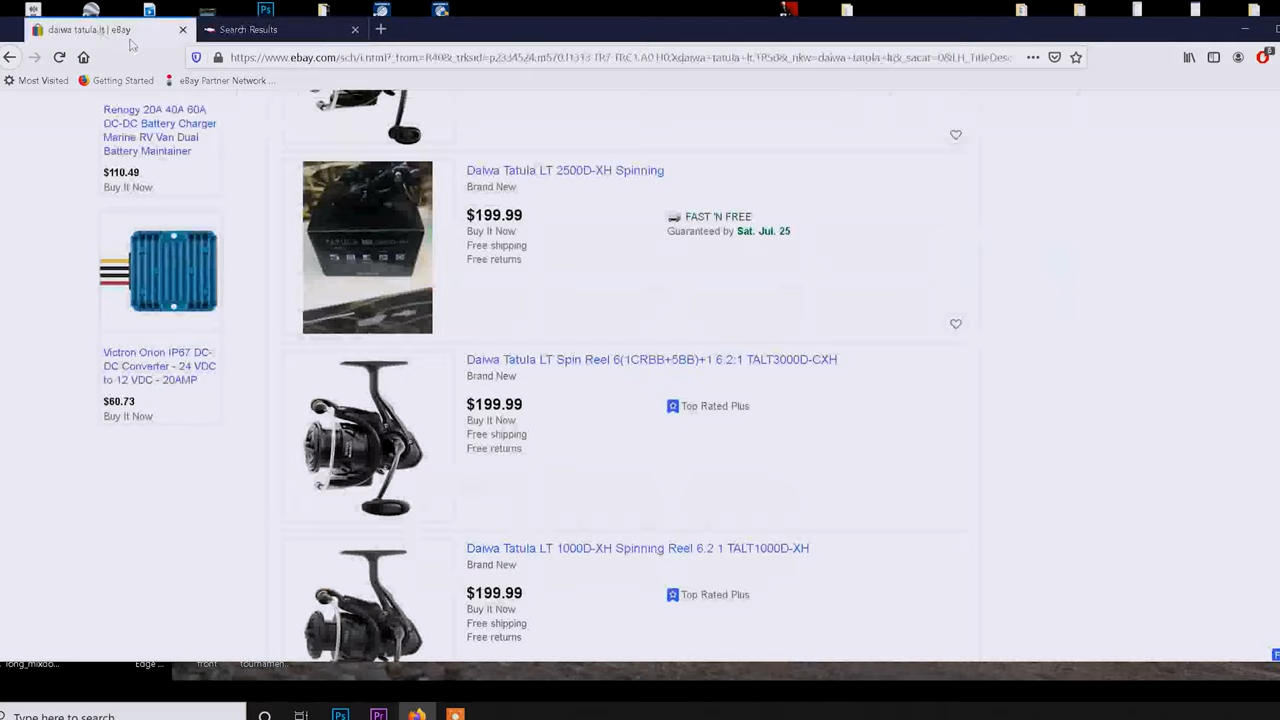 daiwa tatula lt | eBay
Search Results
Most Visited
Getting Started
eBay Partner Network ...
Renogy 20A 40A 60A
DC-DC Battery Charger
Marine RV Van Dual
Battery Maintainer
$110.49
Buy It Now
Victron Orion IP67 DC-
DC Converter - 24 VDC
to 12 VDC - 20AMP
$60.73
Buy It Now
Daiwa Tatula LT 2500D-XH Spinning
Brand New
$199.99
Buy It Now
Free shipping
Free returns
FAST 'N FREE
Guaranteed by Sat. Jul. 25
Daiwa Tatula LT Spin Reel 6(1CRBB+5BB)+1 6.2:1 TALT3000D-CXH
Brand New
$199.99
Buy It Now
Free shipping
Free returns
Top Rated Plus
Daiwa Tatula LT 1000D-XH Spinning Reel 6.2 1 TALT1000D-XH
Brand New
$199.99
Buy It Now
Free shipping
Free returns
Top Rated Plus
Edge ...
front
tournamen...
Type here to search